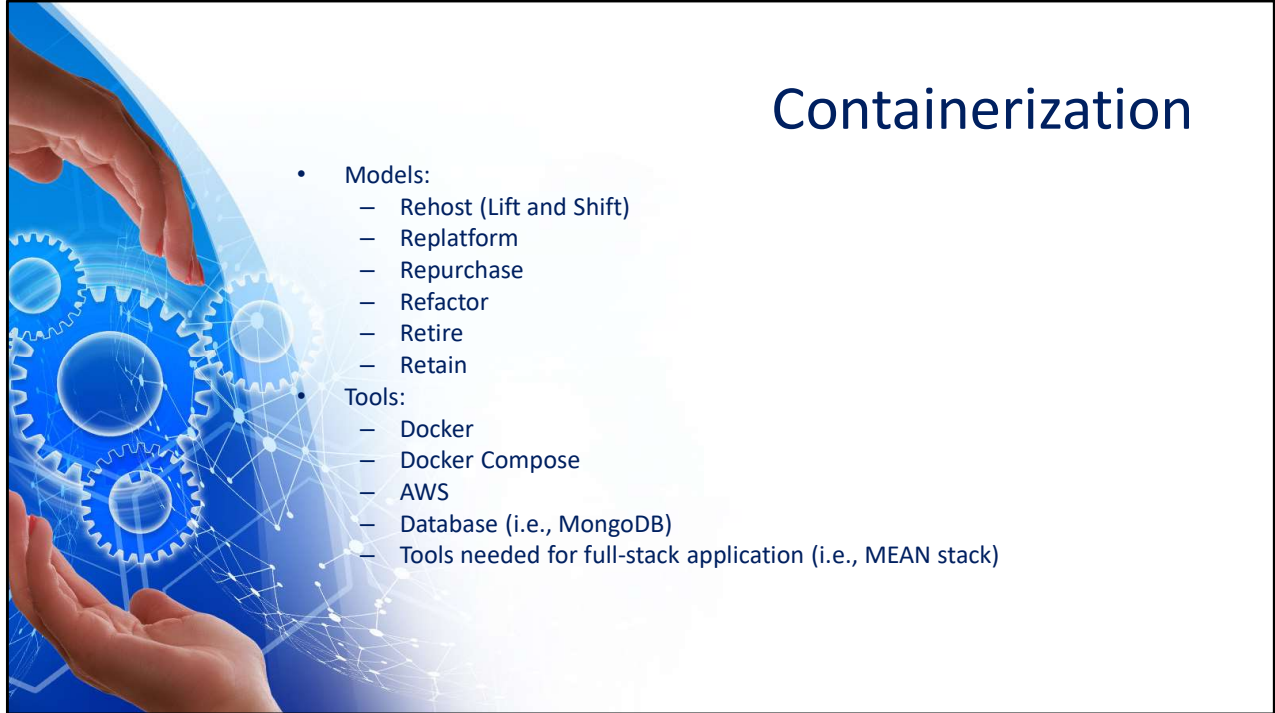 Containerization
• Models:
– Rehost (Lift and Shift)
– Replatform
– Repurchase
– Refactor
– Retire
– Retain
• Tools:
– Docker
– Docker Compose
– AWS
– Database (i.e., MongoDB)
– Tools needed for full-stack application (i.e., MEAN stack)